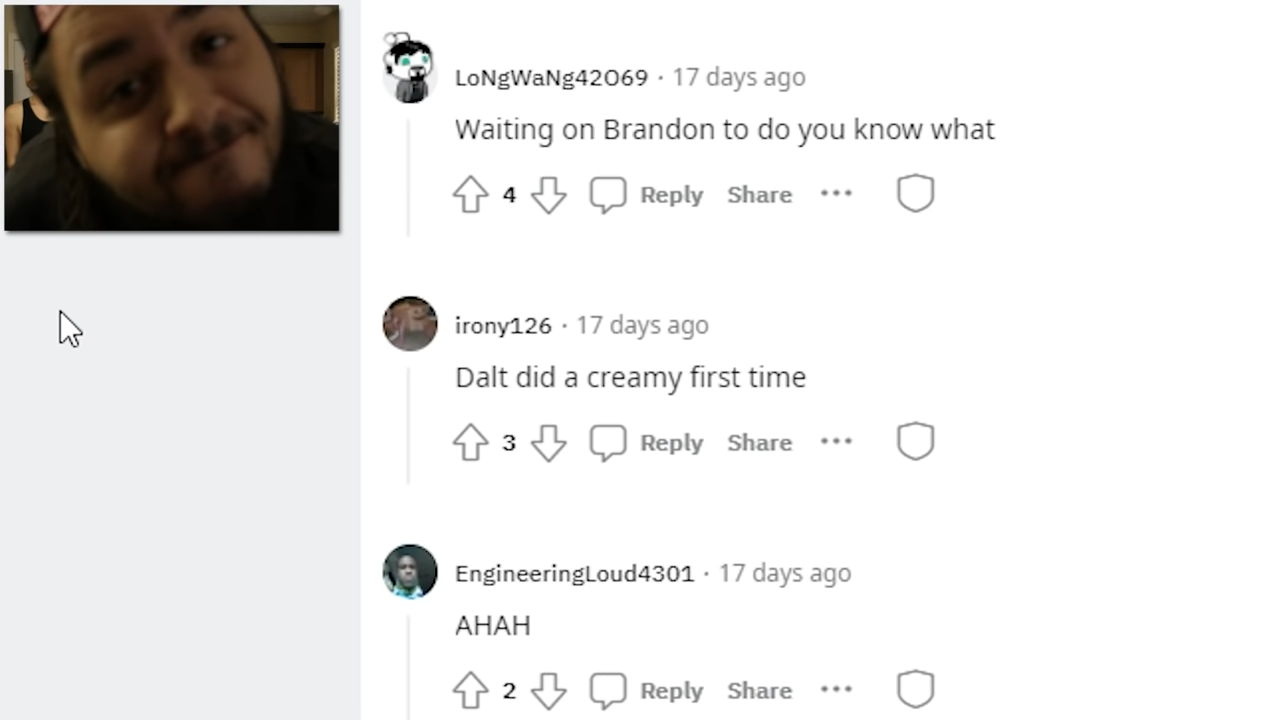 LoNgWaNg42069 · 17 days ago
Waiting on Brandon to do you know what
4 Reply Share
irony126 · 17 days ago
Dalt did a creamy first time
3 Reply Share
EngineeringLoud4301 · 17 days ago
AHAH
2 Reply Share